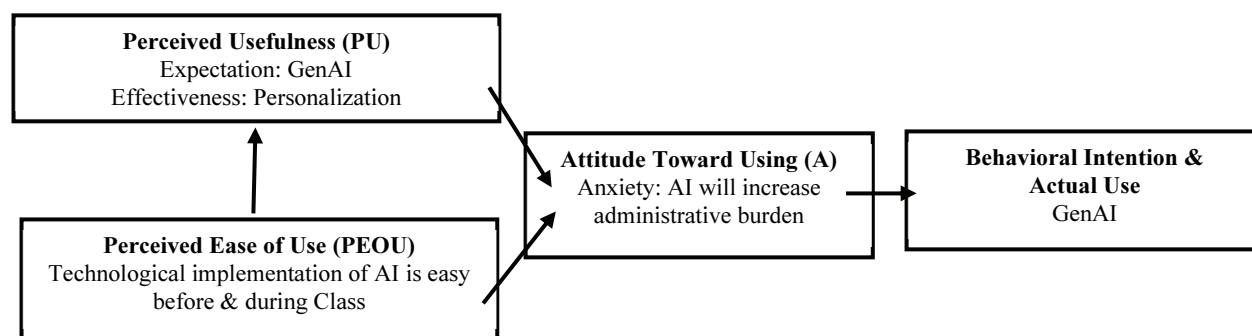 Perceived Usefulness (PU)
Expectation: GenAI
Effectiveness: Personalization
Attitude Toward Using (A)
Anxiety: AI will increase
administrative burden
Behavioral Intention &
Actual Use
GenAI
Perceived Ease of Use (PEOU)
Technological implementation of AI is easy
before & during Class